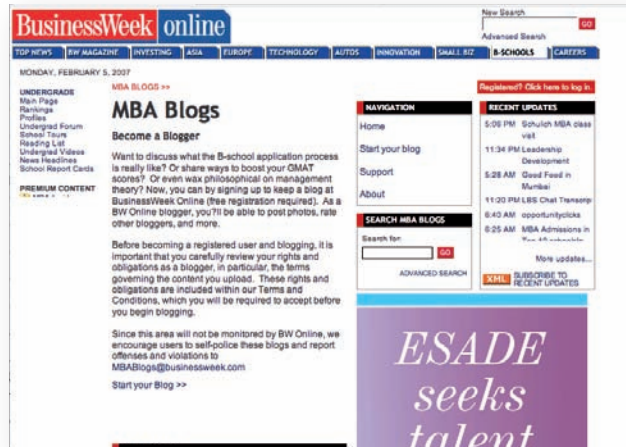 BusinessWeek online
New Search
GO
Advanced Search
TOP NEWS BW MAGAZINE INVESTING ASIA EUROPE TECHNOLOGY AUTOS INNOVATION SMALL BIZ B-SCHOOLS CAREERS
MONDAY, FEBRUARY 5, 2007
UNDERGRADS
Main Page
Rankings
Profiles
Undergrad Forum
School Tours
Reading List
Undergrad Videos
News Headlines
School Report Cards
PREMIUM CONTENT
MBA BLOGS >>
MBA Blogs
Become a Blogger
Want to discuss what the B-school application process
is really like? Or share ways to boost your GMAT
scores? Or even wax philosophical on management
theory? Now, you can by signing up to keep a blog at
BusinessWeek Online (free registration required). As a
BW Online blogger, you'll be able to post photos, rate
other bloggers, and more.
Before becoming a registered user and blogging, it is
important that you carefully review your rights and
obligations as a blogger, in particular, the terms
governing the content you upload. These rights and
obligations are included within our Terms and
Conditions, which you will be required to accept before
you begin blogging.
Since this area will not be monitored by BW Online, we
encourage users to self-police these blogs and report
offenses and violations to
MBABlogs@businessweek.com
Start your Blog >>
Registered? Click here to log in.
NAVIGATION
Home
Start your blog
Support
About
SEARCH MBA BLOGS
Search for:
GO
ADVANCED SEARCH
RECENT UPDATES
5:06 PM Schulich MBA class
visit
11:34 PM Leadership
Development
5:28 AM Good Food in
Mumbai
11:20 PM LBS Chat Transcrip
6:40 AM opportunityclicks
6:25 AM MBA Admissions in
More updates...
XML SUBSCRIBE TO
RECENT UPDATES
ESADE
seeks
talent